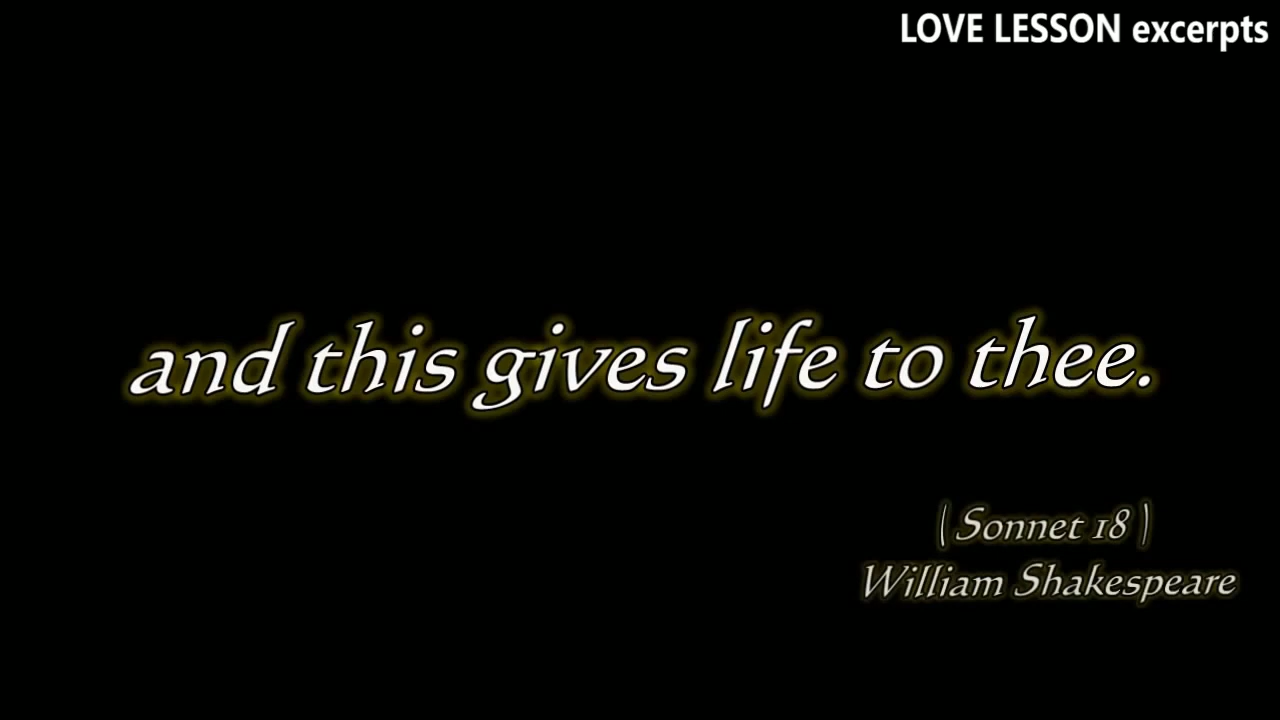 LOVE LESSON excerpts
and this gives life to thee.
( Sonnet 18 )
William Shakespeare